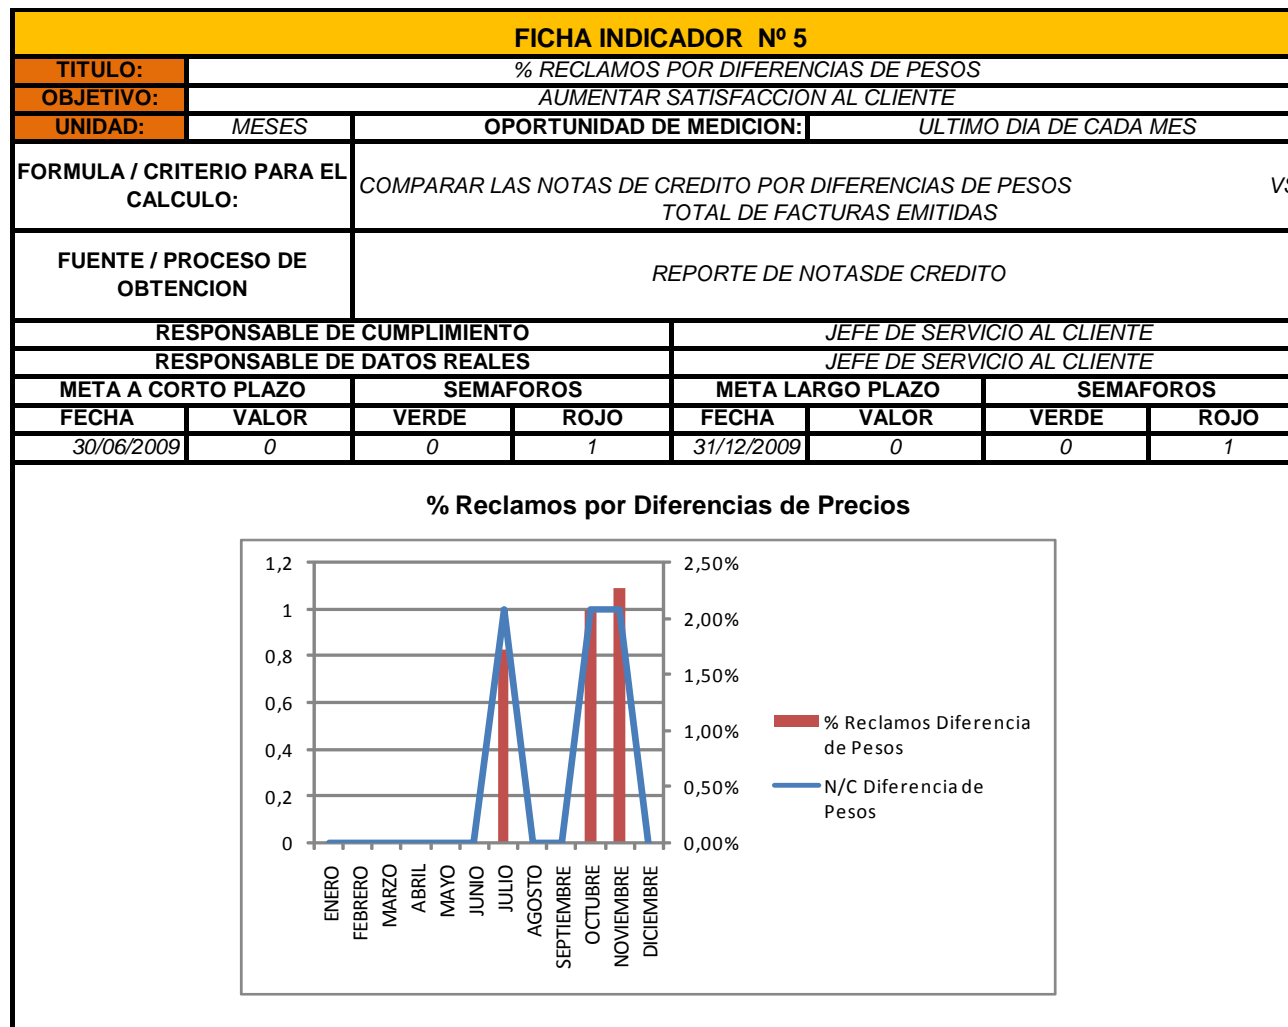 FICHA INDICADOR Nº 5
TITULO: % RECLAMOS POR DIFERENCIAS DE PESOS
OBJETIVO: AUMENTAR SATISFACCION AL CLIENTE
UNIDAD: MESES OPORTUNIDAD DE MEDICION: ULTIMO DIA DE CADA MES
FORMULA / CRITERIO PARA EL
CALCULO:
COMPARAR LAS NOTAS DE CREDITO POR DIFERENCIAS DE PESOS VS
TOTAL DE FACTURAS EMITIDAS
FUENTE / PROCESO DE
OBTENCION
REPORTE DE NOTASDE CREDITO
RESPONSABLE DE CUMPLIMIENTO JEFE DE SERVICIO AL CLIENTE
RESPONSABLE DE DATOS REALES JEFE DE SERVICIO AL CLIENTE
META A CORTO PLAZO SEMAFOROS META LARGO PLAZO SEMAFOROS
FECHA VALOR VERDE ROJO FECHA VALOR VERDE ROJO
30/06/2009 0 0 1 31/12/2009 0 0 1
% Reclamos por Diferencias de Precios
1,2
1
0,8
0,6
0,4
0,2
0
2,50%
2,00%
1,50%
1,00%
0,50%
0,00%
ENERO
FEBRERO
MARZO
ABRIL
MAYO
JUNIO
JULIO
AGOSTO
SEPTIEMBRE
OCTUBRE
NOVIEMBRE
DICIEMBRE
% Reclamos Diferencia
de Pesos
N/C Diferencia de
Pesos